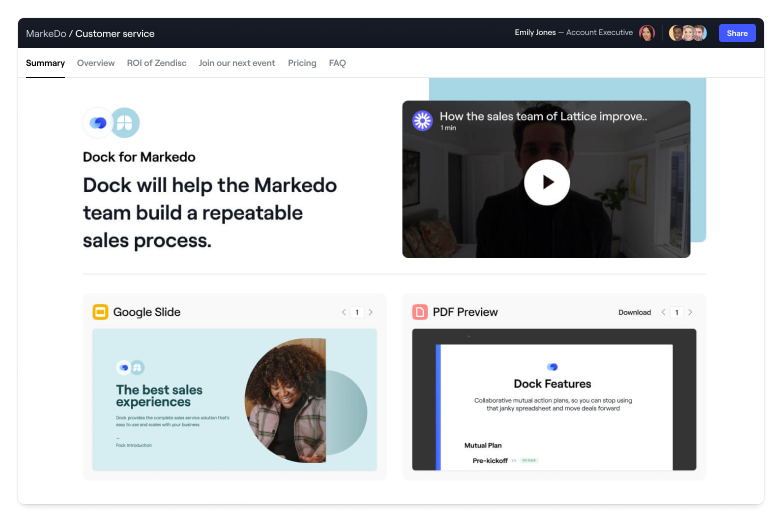 MarkeDo / Customer service
Emily Jones — Account Executive
Share
Summary Overview ROI of Zendisc Join our next event Pricing FAQ
Dock for Markedo
Dock will help the Markedo
team build a repeatable
sales process.
How the sales team of Lattice improve..
1 min
Google Slide
1
The best sales
experiences
Dock provides the complete sales service solution that's
easy to use and scales with your business
—
Introduction
PDF Preview
Download
1
Dock Features
Collaborative mutual action plans, so you can stop using
that janky spreadsheet and move deals forward
Mutual Plan
Pre-kickoff